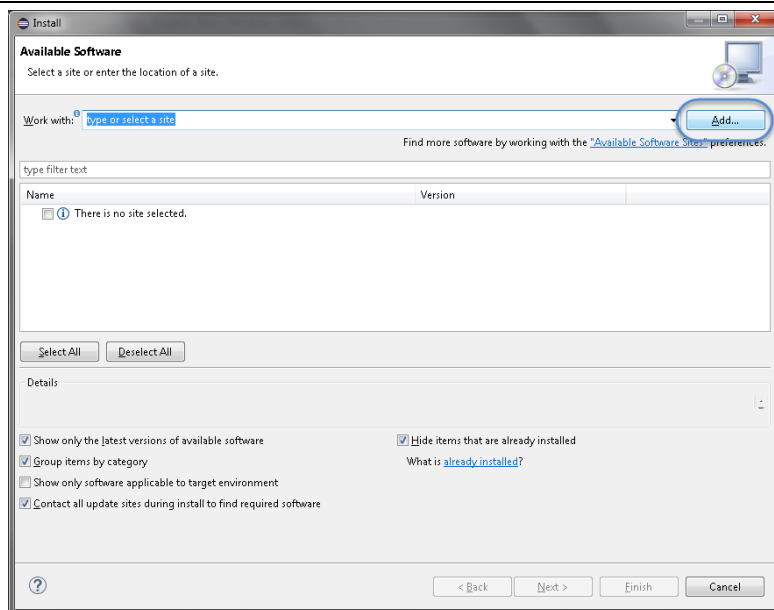 Install
Available Software
Select a site or enter the location of a site.
Work with: type or select a site Add...
Find more software by working with the "Available Software Sites" preferences.
type filter text
Name Version
There is no site selected.
Select All Deselect All
Details
Show only the latest versions of available software Hide items that are already installed
Group items by category What is already installed?
Show only software applicable to target environment
Contact all update sites during install to find required software
< Back Next > Finish Cancel